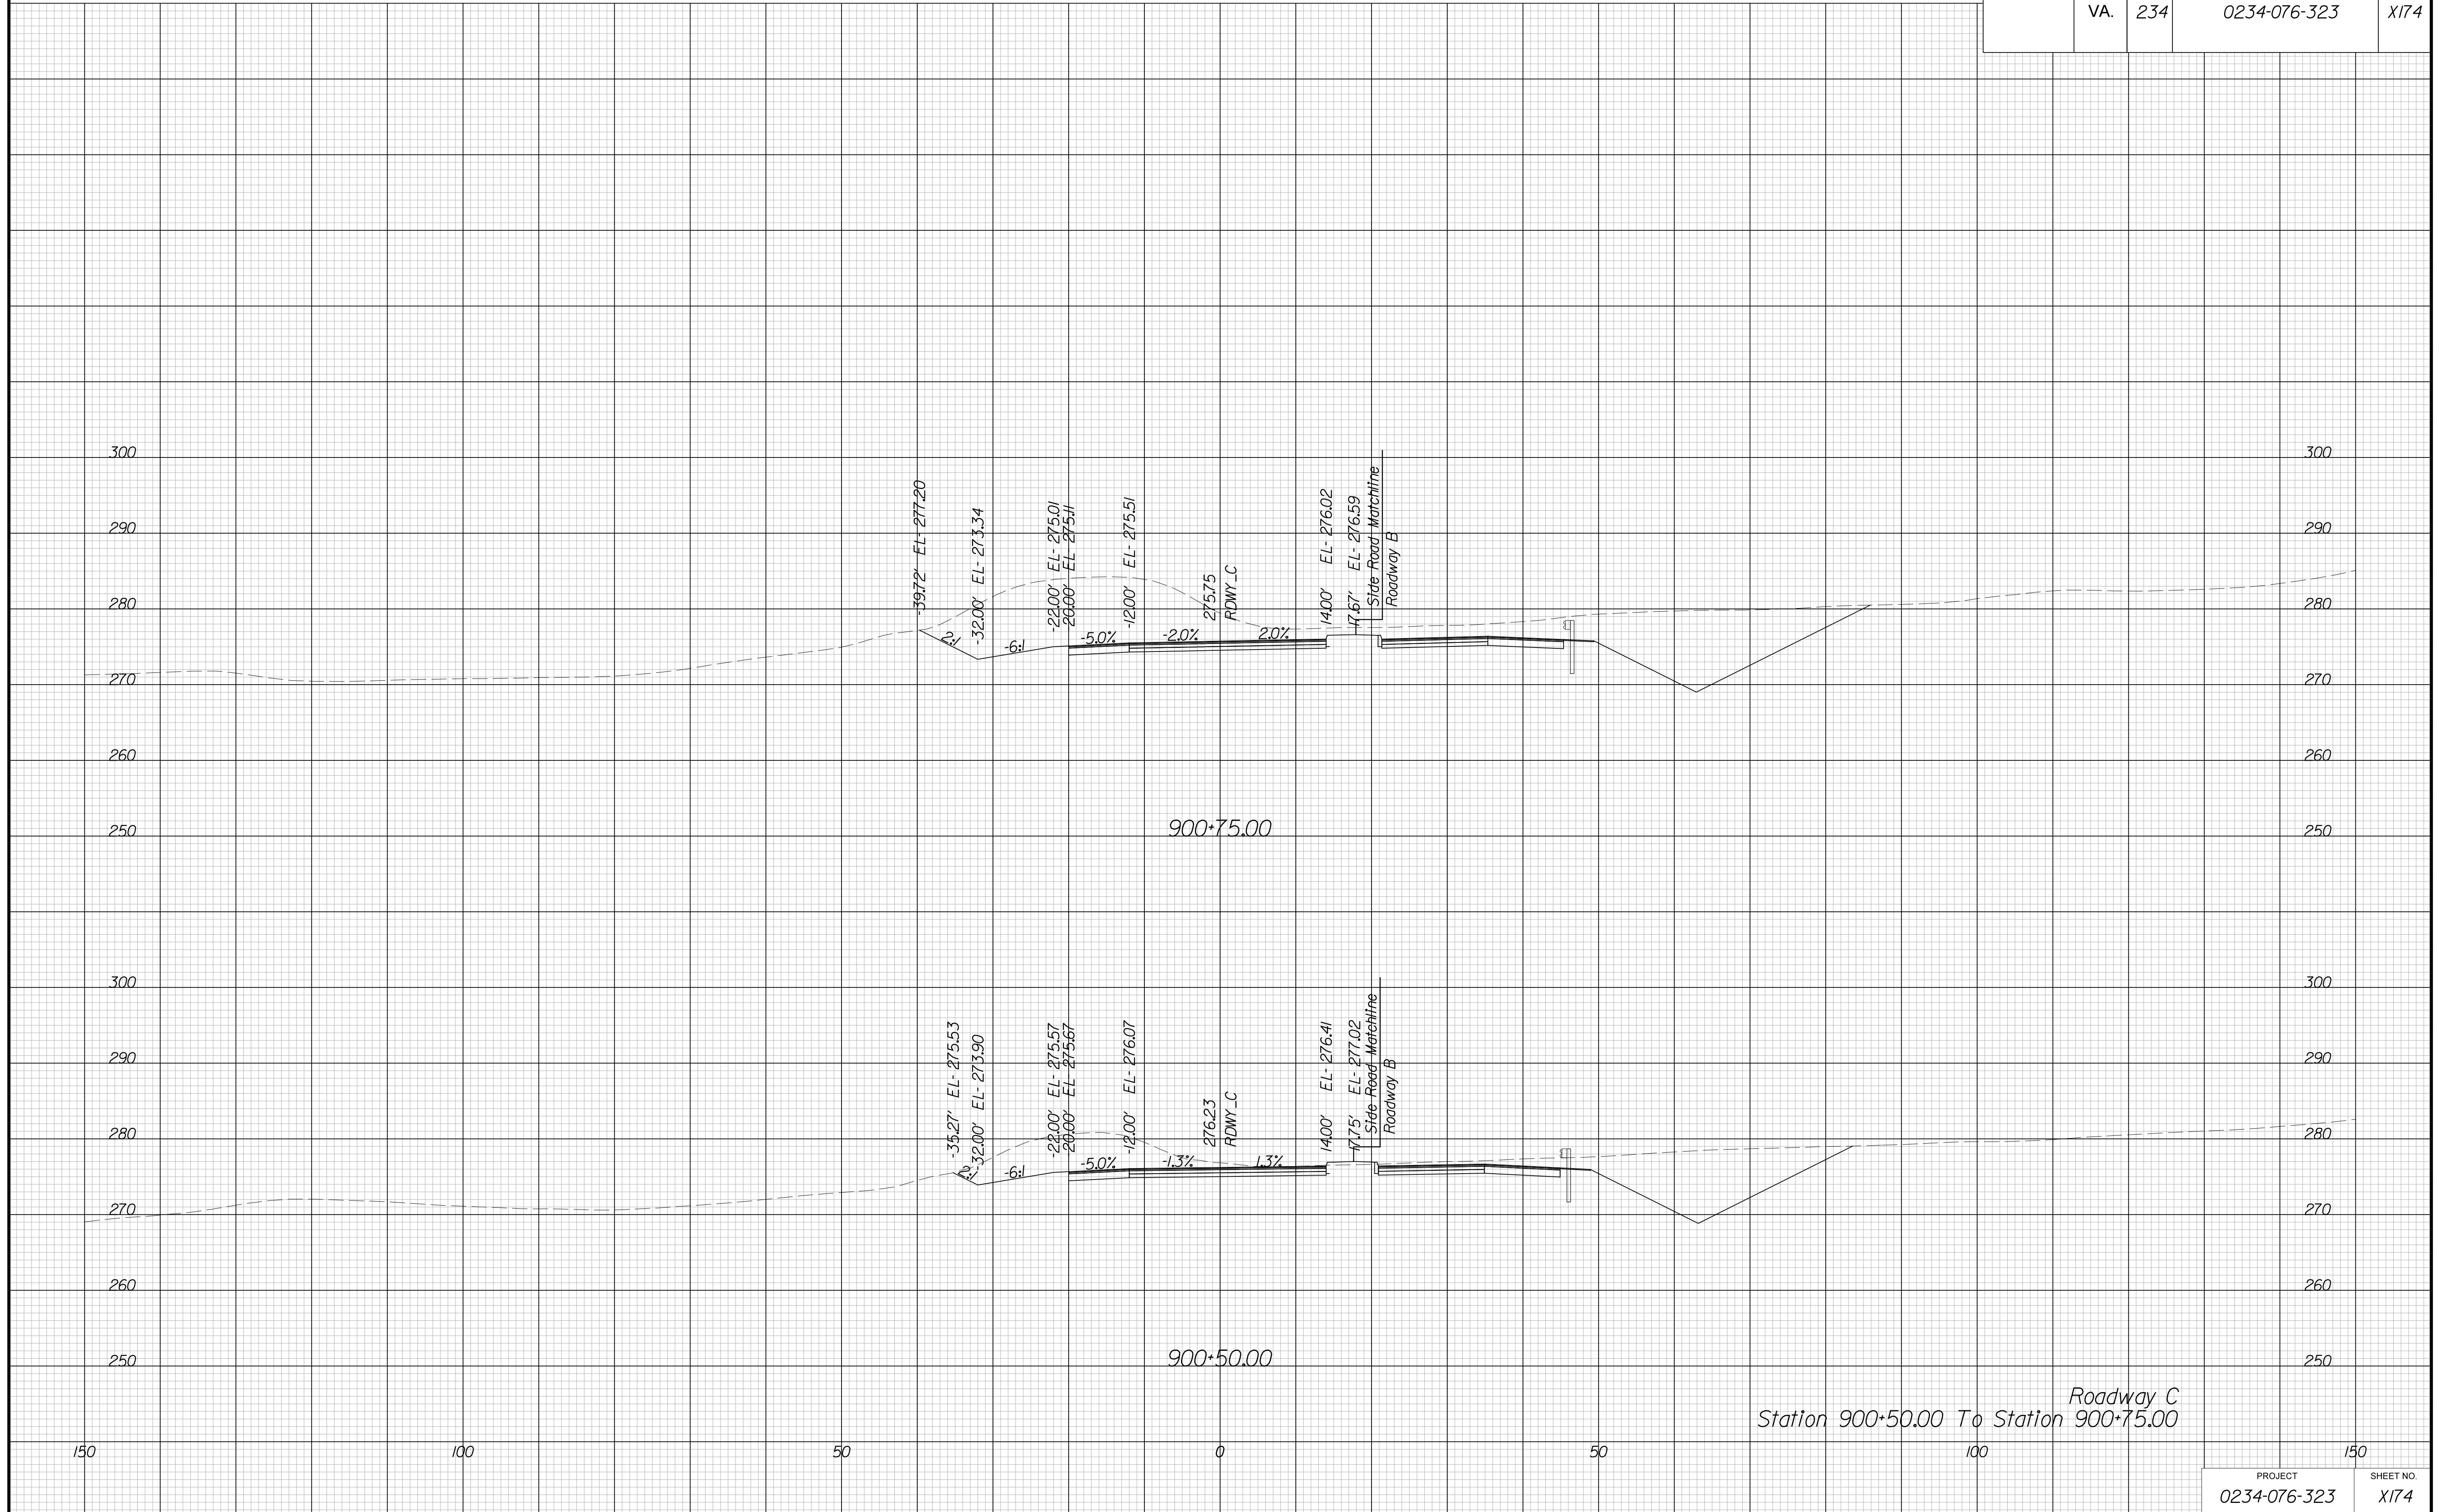 VA. 234 0234-076-323 X174
300 300
290 290
280 280
270 270
260 260
250 250
-39.72' EL- 277.20
-32.00' EL- 273.34
-22.00' EL- 275.01
20.00' EL 275.11
-12.00' EL- 275.51
275.75
RDWY_C
14.00' EL- 276.02
17.67' EL- 276.59
Side Road Matchline
Roadway B
2:1 -6:1 -5.0% -2.0% 2.0%
900+75.00
300 300
290 290
280 280
270 270
260 260
250 250
-35.27' EL- 275.53
-32.00' EL- 273.90
-22.00' EL- 275.57
20.00' EL 275.67
-12.00' EL- 276.07
276.23
RDWY_C
14.00' EL- 276.41
17.75' EL- 277.02
Side Road Matchline
Roadway B
2:1 -6:1 -5.0% -1.3% 1.3%
900+50.00
Roadway C
Station 900+50.00 To Station 900+75.00
150 100 50 0 50 100 150
PROJECT SHEET NO.
0234-076-323 X174